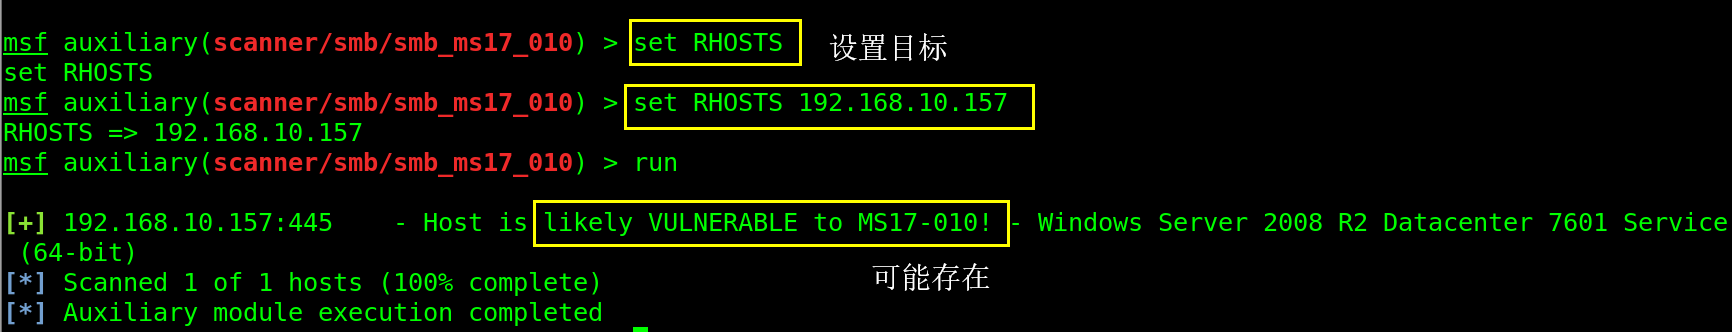 msf auxiliary(scanner/smb/smb_ms17_010) > set RHOSTS 设置目标
set RHOSTS
msf auxiliary(scanner/smb/smb_ms17_010) > set RHOSTS 192.168.10.157
RHOSTS => 192.168.10.157
msf auxiliary(scanner/smb/smb_ms17_010) > run
[+] 192.168.10.157:445    - Host is likely VULNERABLE to MS17-010! - Windows Server 2008 R2 Datacenter 7601 Service
(64-bit)
可能存在
[*] Scanned 1 of 1 hosts (100% complete)
[*] Auxiliary module execution completed